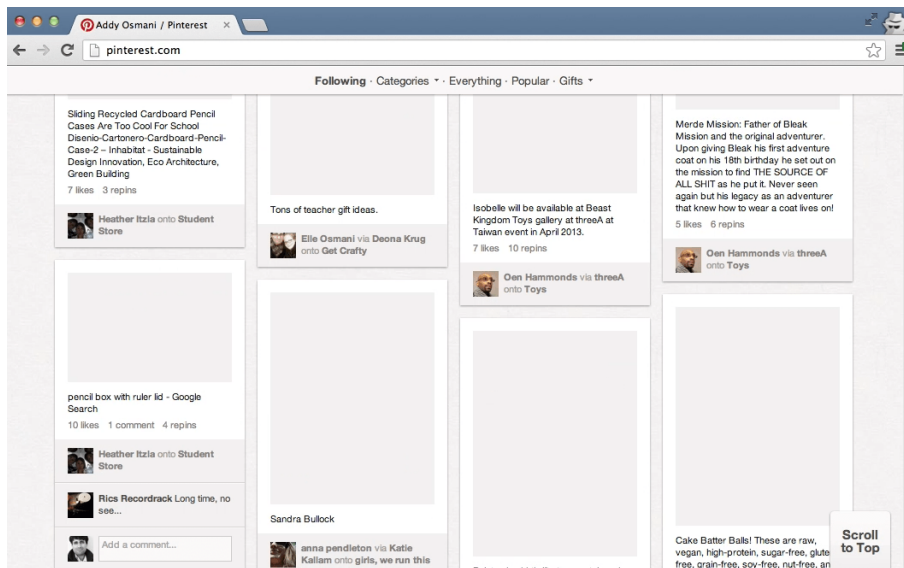 Addy Osmani / Pinterest
pinterest.com
Following · Categories · Everything · Popular · Gifts
Sliding Recycled Cardboard Pencil
Cases Are Too Cool For School
Disenio-Cartonero-Cardboard-Pencil-
Case-2 – Inhabitat - Sustainable
Design Innovation, Eco Architecture,
Green Building
7 likes 3 repins
Heather Itzla onto Student
Store
pencil box with ruler lid - Google
Search
10 likes 1 comment 4 repins
Heather Itzla onto Student
Store
Rics Recordrack Long time, no
see...
Add a comment...
Tons of teacher gift ideas.
Elle Osmani via Deona Krug
onto Get Crafty
Sandra Bullock
anna pendleton via Katie
Kallam onto girls, we run this
Isobelle will be available at Beast
Kingdom Toys gallery at threeA at
Taiwan event in April 2013.
7 likes 10 repins
Oen Hammonds via threeA
onto Toys
Merde Mission: Father of Bleak
Mission and the original adventurer.
Upon giving Bleak his first adventure
coat on his 18th birthday he set out on
the mission to find THE SOURCE OF
ALL SHIT as he put it. Never seen
again but his legacy as an adventurer
that knew how to wear a coat lives on!
5 likes 6 repins
Oen Hammonds via threeA
onto Toys
Cake Batter Balls! These are raw,
vegan, high-protein, sugar-free, glute
free, grain-free, soy-free, nut-free, an
Scroll
to Top